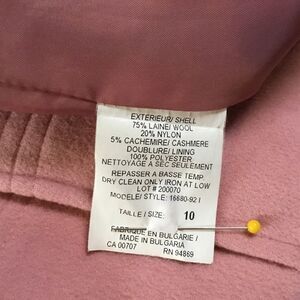 EXTÉRIEUR/ SHELL
75% LAINE/ WOOL
20% NYLON
5% CACHEMIRE/ CASHMERE
DOUBLURE/ LINING
100% POLYESTER
NETTOYAGE A SEC SEULEMENT
REPASSER A BASSE TEMP.
DRY CLEAN ONLY IRON AT LOW
LOT # 200070
MODELE/ STYLE: 16680-92 I
TAILLE / SIZE: 10
FABRIQUE EN BULGARIE /
MADE IN BULGARIA
CA 00707 RN 94869